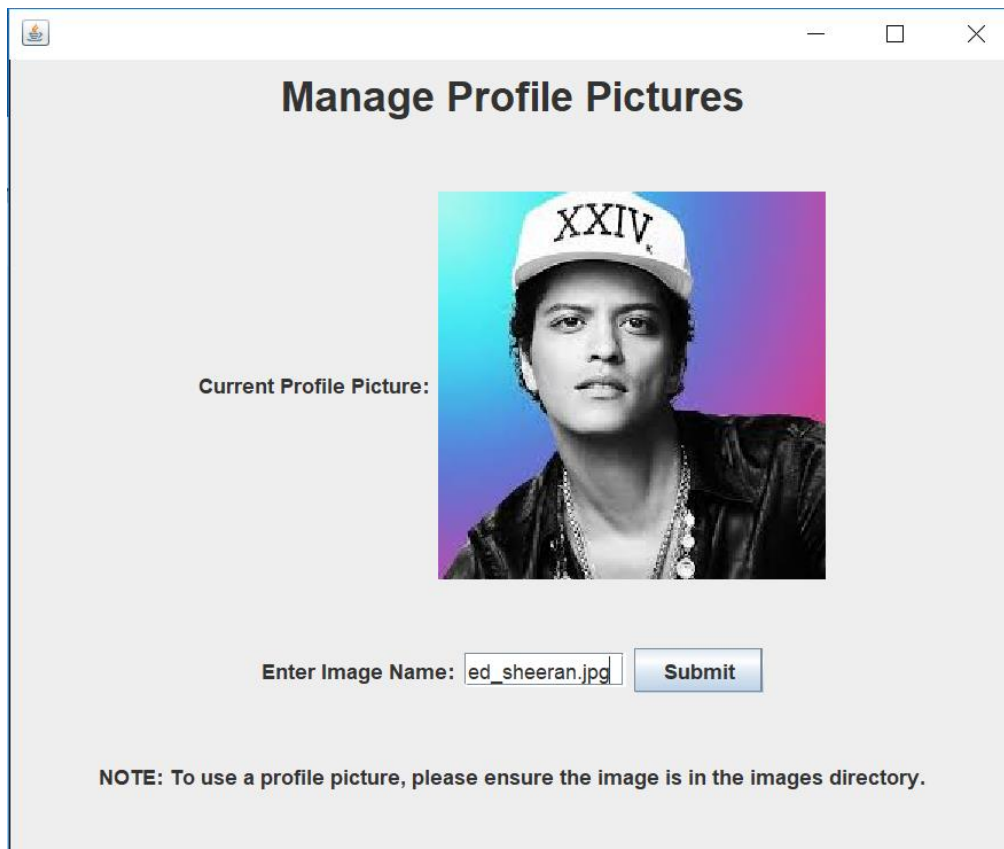 Manage Profile Pictures
XXIV
K
Current Profile Picture:
Enter Image Name: ed_sheeran.jpg Submit
NOTE: To use a profile picture, please ensure the image is in the images directory.